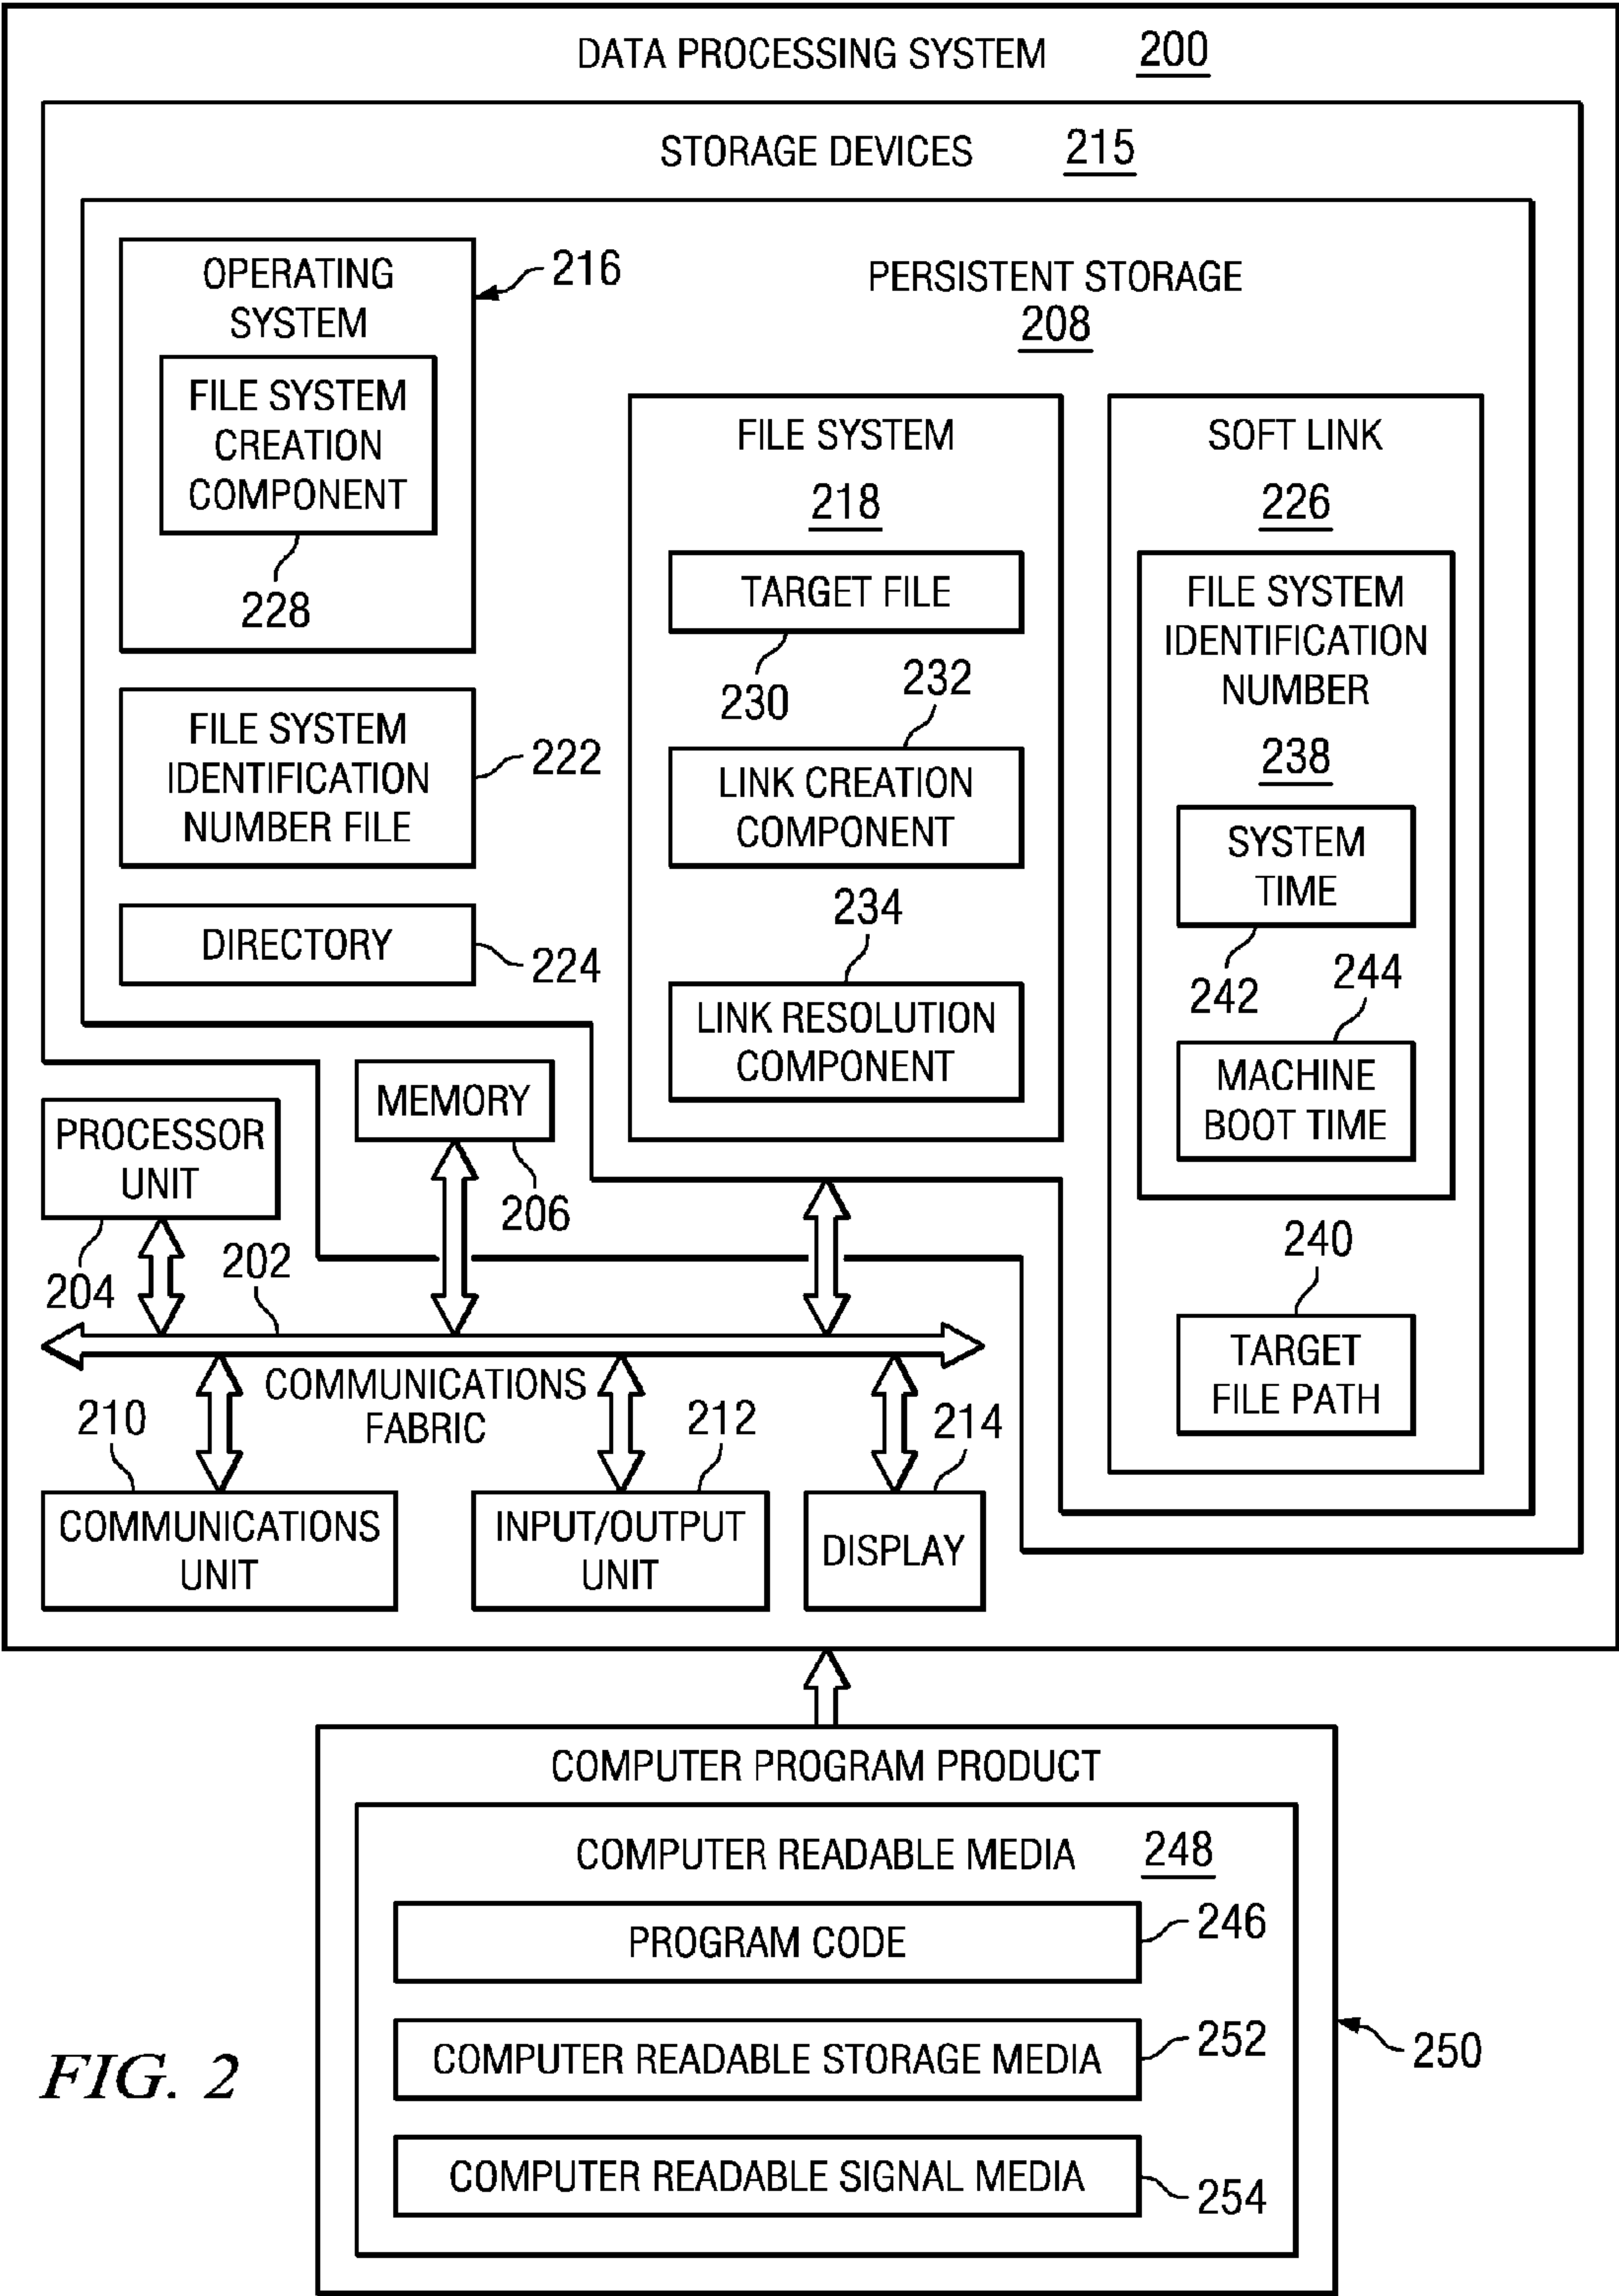 DATA PROCESSING SYSTEM 200
STORAGE DEVICES 215
OPERATING
SYSTEM
216
FILE SYSTEM
CREATION
COMPONENT
228
PERSISTENT STORAGE
208
FILE SYSTEM
IDENTIFICATION
NUMBER FILE
222
DIRECTORY
224
FILE SYSTEM
218
TARGET FILE
230
232
LINK CREATION
COMPONENT
234
LINK RESOLUTION
COMPONENT
SOFT LINK
226
FILE SYSTEM
IDENTIFICATION
NUMBER
238
SYSTEM
TIME
242
244
MACHINE
BOOT TIME
240
TARGET
FILE PATH
PROCESSOR
UNIT
204
MEMORY
206
202
COMMUNICATIONS
FABRIC
210
COMMUNICATIONS
UNIT
212
INPUT/OUTPUT
UNIT
214
DISPLAY
COMPUTER PROGRAM PRODUCT
COMPUTER READABLE MEDIA 248
PROGRAM CODE
246
COMPUTER READABLE STORAGE MEDIA
252
COMPUTER READABLE SIGNAL MEDIA
254
250
FIG. 2